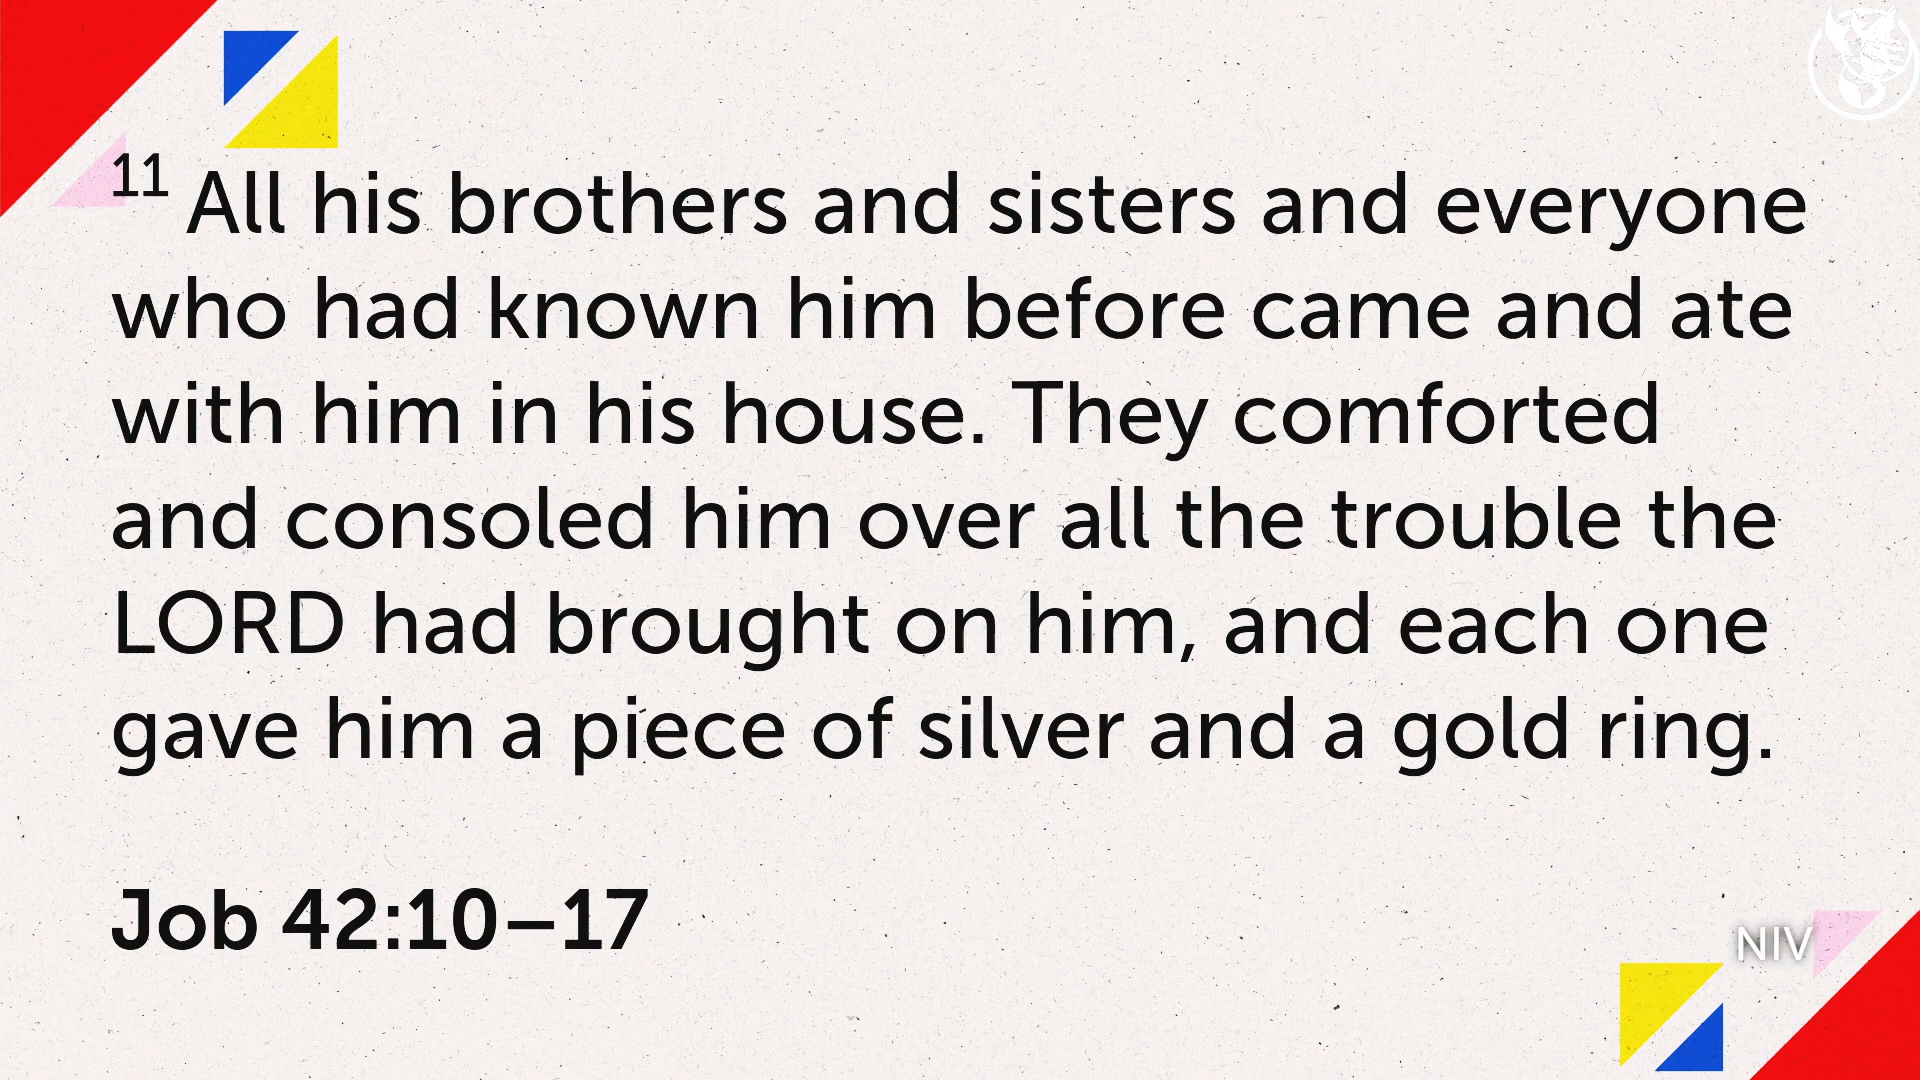 11 All his brothers and sisters and everyone
who had known him before came and ate
with him in his house. They comforted
and consoled him over all the trouble the
LORD had brought on him, and each one
gave him a piece of silver and a gold ring.
Job 42:10–17
NIV